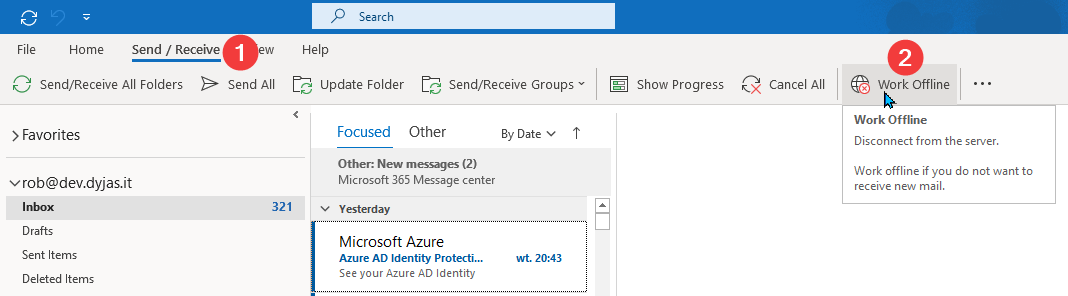 Search
File Home Send / Receive 1 ew Help 2
Send/Receive All Folders Send All Update Folder Send/Receive Groups Show Progress Cancel All Work Offline ...
Favorites
Focused Other By Date
Work Offline
Disconnect from the server.
Work offline if you do not want to
receive new mail.
Other: New messages (2)
Microsoft 365 Message center
rob@dev.dyjas.it
Inbox 321
Drafts
Sent Items
Deleted Items
Yesterday
Microsoft Azure
Azure AD Identity Protecti... wt. 20:43
See your Azure AD Identity